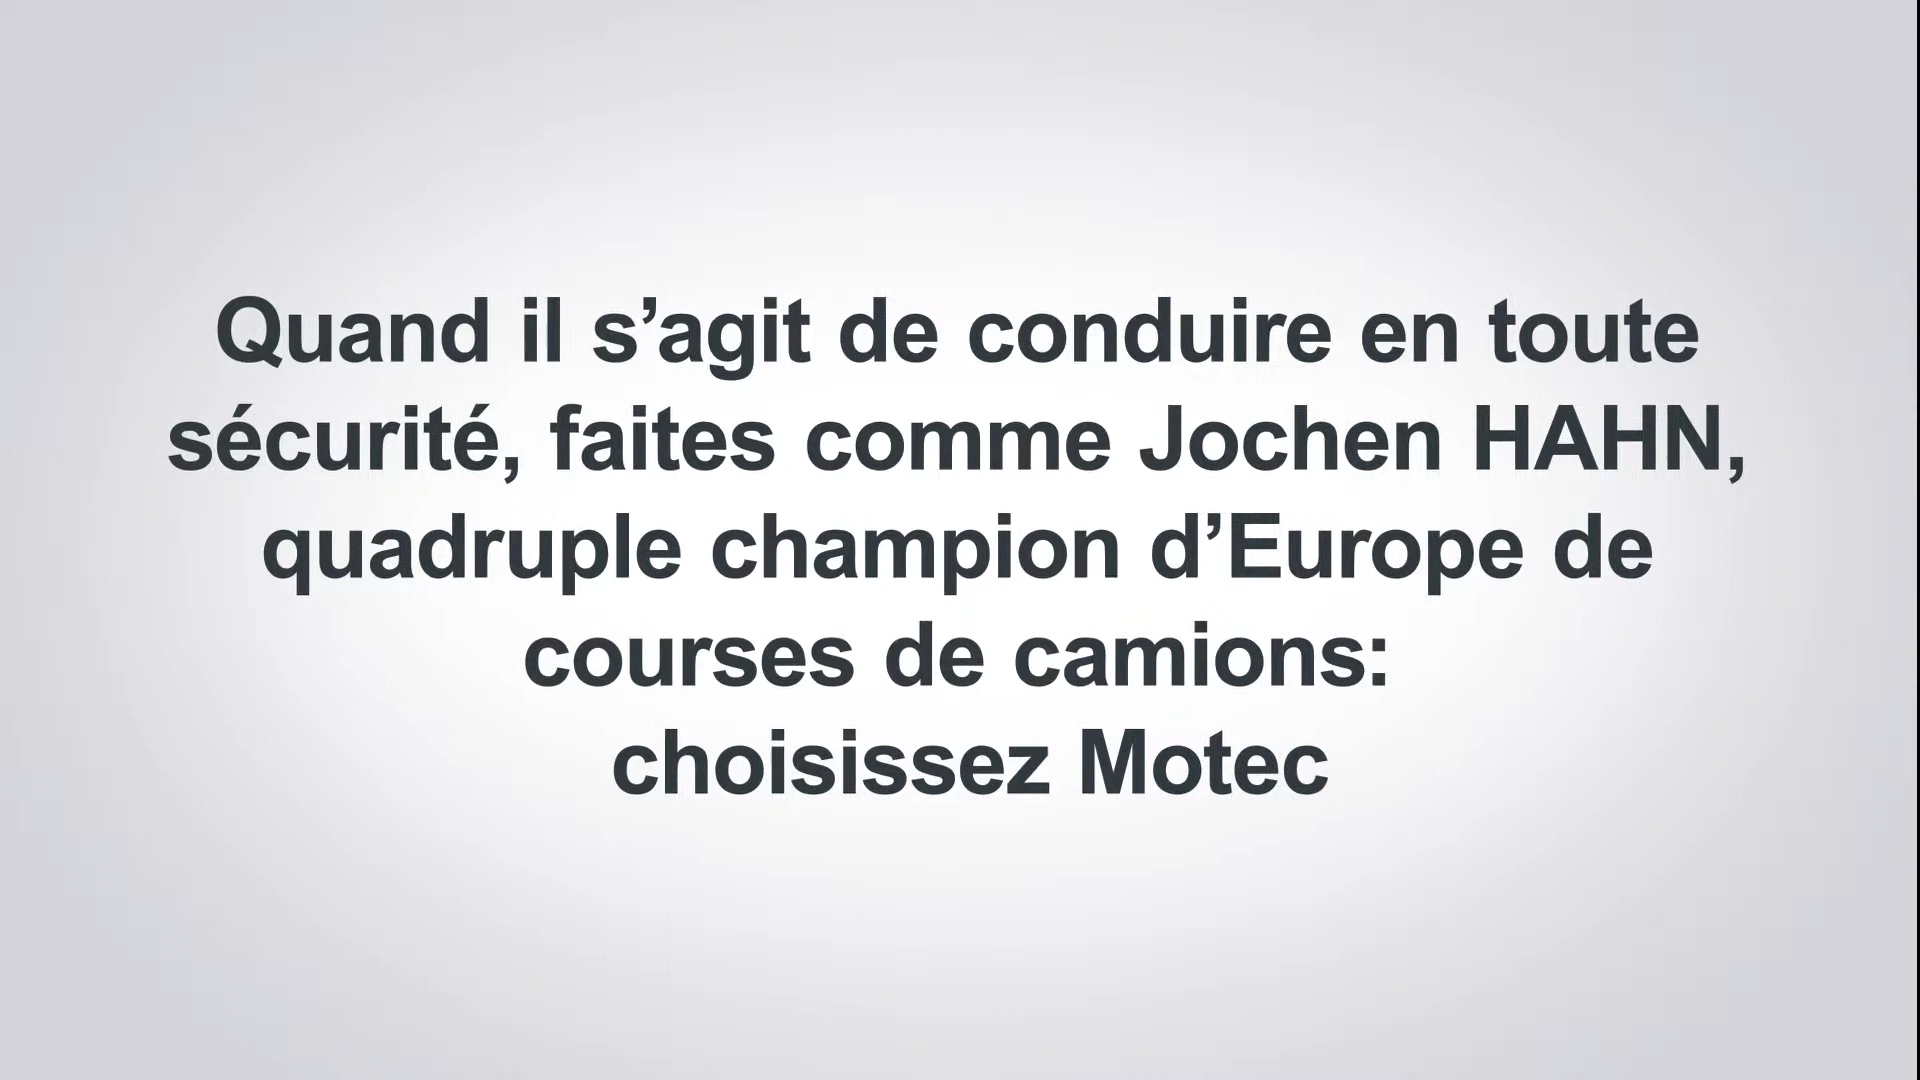 Quand il s’agit de conduire en toute
sécurité, faites comme Jochen HAHN,
quadruple champion d’Europe de
courses de camions:
choisissez Motec